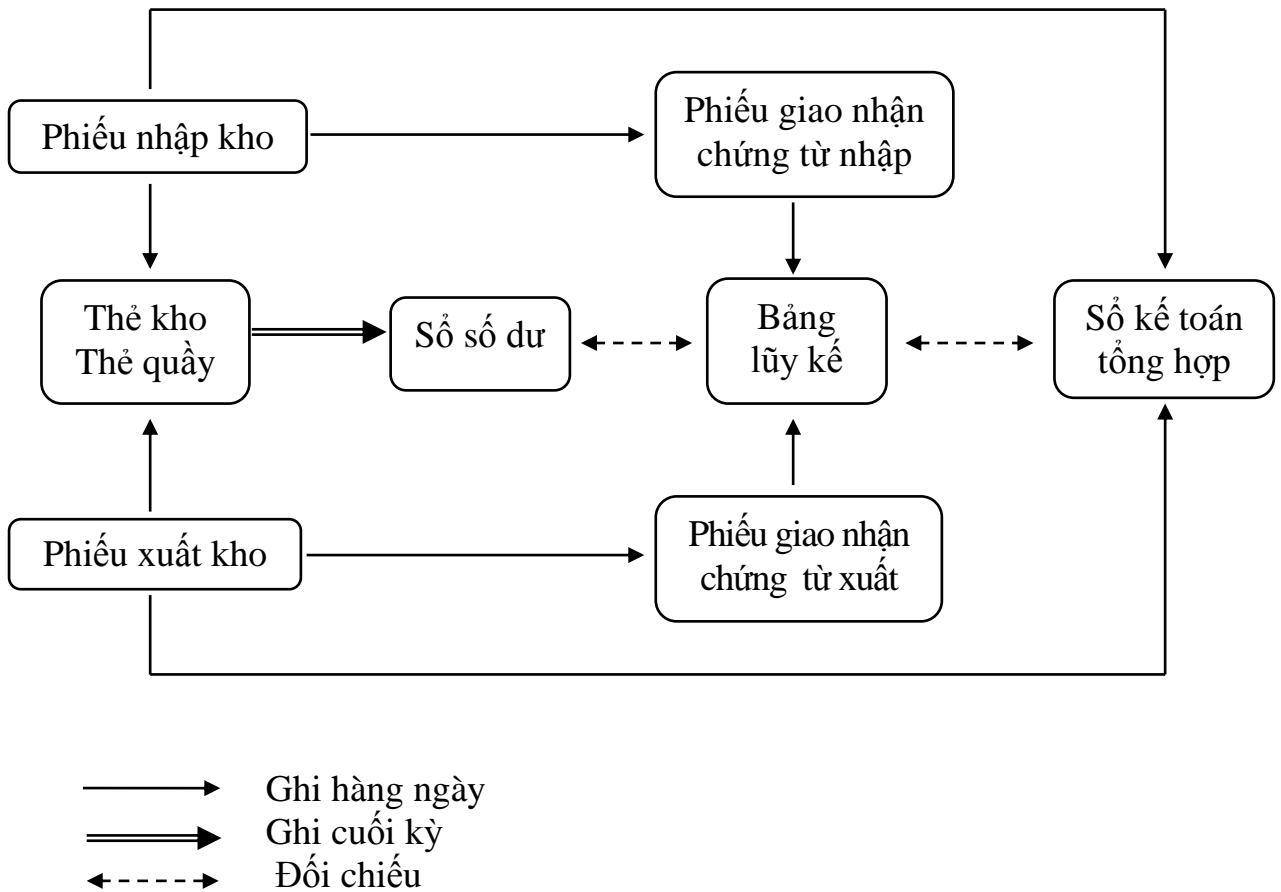 Phiếu nhập kho
Phiếu giao nhận
chứng từ nhập
Thẻ kho
Thẻ quầy
Sổ số dư
Bảng
lũy kế
Sổ kế toán
tổng hợp
Phiếu xuất kho
Phiếu giao nhận
chứng từ xuất
Ghi hàng ngày
Ghi cuối kỳ
Đối chiếu